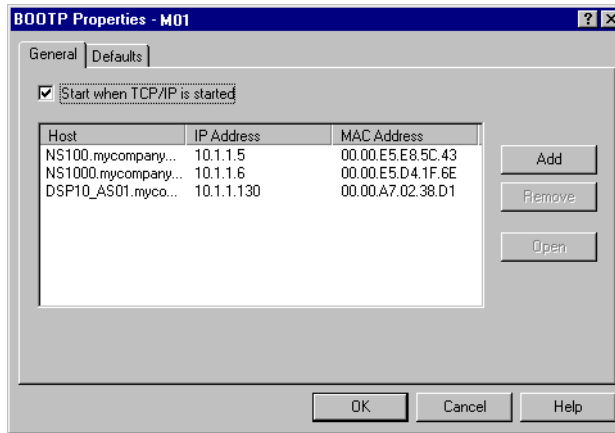 BOOTP Properties - M01
General Defaults
Start when TCP/IP is started
Host IP Address MAC Address
NS100.mycompany... 10.1.1.5 00.00.E5.E8.5C.43
NS1000.mycompany... 10.1.1.6 00.00.E5.D4.1F.6E
DSP10_AS01.myco... 10.1.1.130 00.00.A7.02.38.D1
Add
Remove
Open
OK Cancel Help